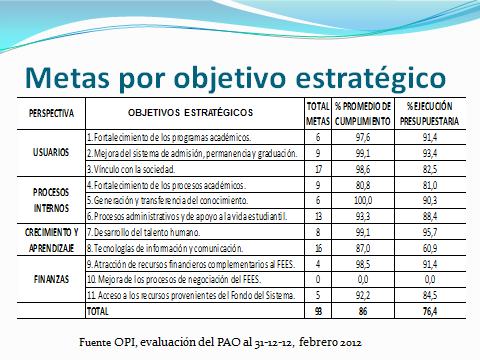 Metas por objetivo estratégico
PERSPECTIVA OBJETIVOS ESTRATÉGICOS TOTAL METAS % PROMEDIO DE CUMPLIMIENTO % EJECUCIÓN PRESUPUESTARIA
USUARIOS
1. Fortalecimiento de los programas académicos. 6 97,6 91,4
2. Mejora del sistema de admisión, permanencia y graduación. 9 99,1 93,4
3. Vínculo con la sociedad. 17 98,6 82,5
PROCESOS INTERNOS
4. Fortalecimiento de los procesos académicos. 9 80,8 81,0
5. Generación y transferencia del conocimiento. 6 100,0 90,3
6. Procesos administrativos y de apoyo a la vida estudiantil. 13 93,3 88,4
CRECIMIENTO Y APRENDIZAJE
7. Desarrollo del talento humano. 8 99,1 95,7
8. Tecnologías de información y comunicación. 16 87,0 60,9
FINANZAS
9. Atracción de recursos financieros complementarios al FEES. 4 98,5 91,4
10. Mejora de los procesos de negociación del FEES. 0 0,0 0,0
11. Acceso a los recursos provenientes del Fondo del Sistema. 5 92,2 84,5
TOTAL 93 86 76,4
Fuente OPI, evaluación del PAO al 31-12-12, febrero 2012